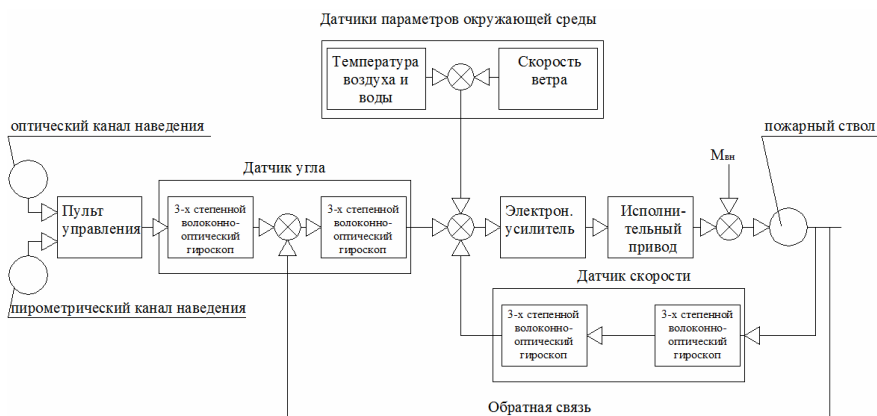 Датчики параметров окружающей среды
Температура
воздуха и
воды
Скорость
ветра
оптический канал наведения
пожарный ствол
Датчик угла
Mвн
Пульт
управления
3-х степенной
волоконно-
оптический
гироскоп
3-х степенной
волоконно-
оптический
гироскоп
Электрон.
усилитель
Исполни-
тельный
привод
Датчик скорости
пирометрический канал наведения
3-х степенной
волоконно-
оптический
гироскоп
3-х степенной
волоконно-
оптический
гироскоп
Обратная связь